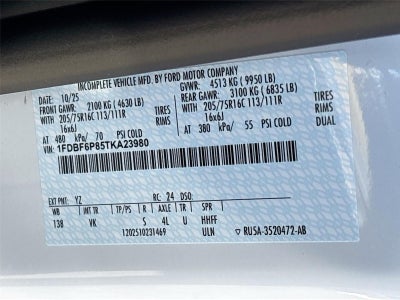 INCOMPLETE VEHICLE MFD. BY FORD MOTOR COMPANY
DATE: 10/25 GVWR: 4513 KG (9950 LB)
FRONT GAWR: 2100 KG (4630 LB) REAR GAWR: 3100 KG (6835 LB)
WITH 205/75R16C 113/111R TIRES WITH 205/75R16C 113/111R TIRES
16x6J RIMS 16x6J RIMS
AT 480 kPa/ 70 PSI COLD AT 380 kPa/ 55 PSI COLD DUAL
VIN: 1FDBF6P85TKA23980
EXT PNT: YZ RC: 24 DSO:
WB INT TR TP/PS R AXLE TR SPR
138 VK S 4L U HHFF
1202510231469 ULN RUSA-3520472-AB